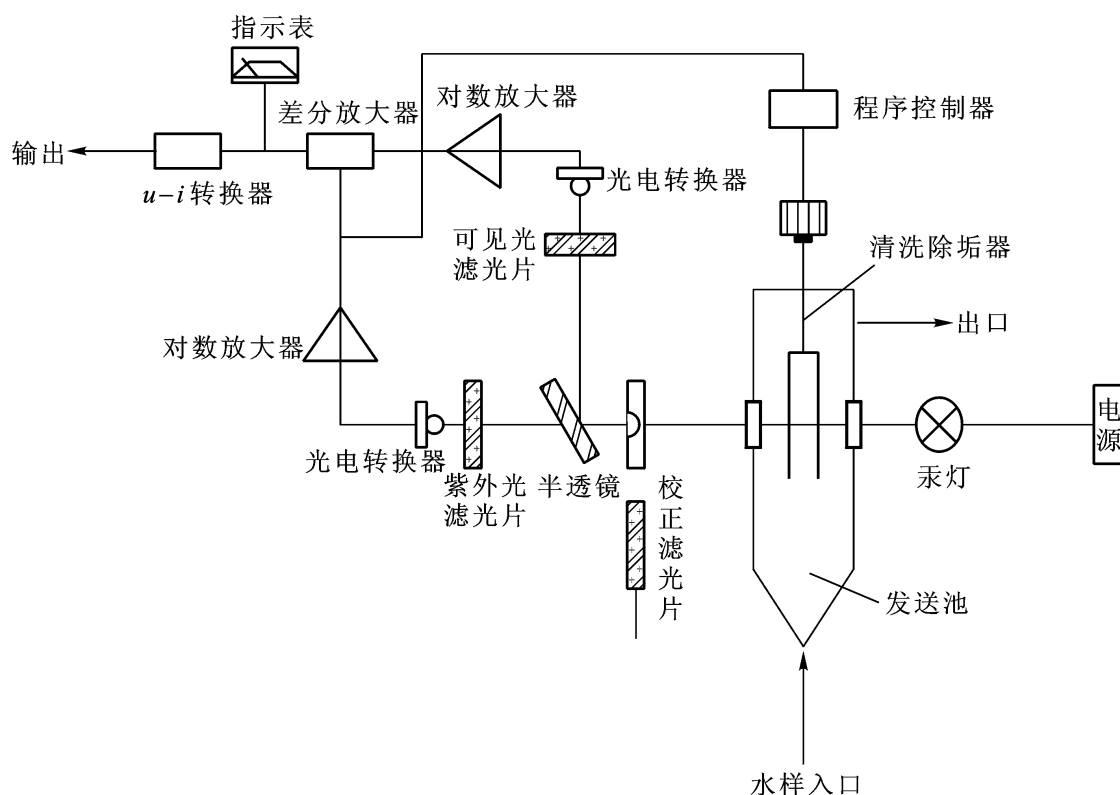 指示表
对数放大器
差分放大器
程序控制器
输出
u-i转换器
光电转换器
可见光
滤光片
清洗除垢器
出口
对数放大器
电
源
光电转换器
紫外光
滤光片
半透镜
校
正
滤
光
片
汞灯
发送池
水样入口